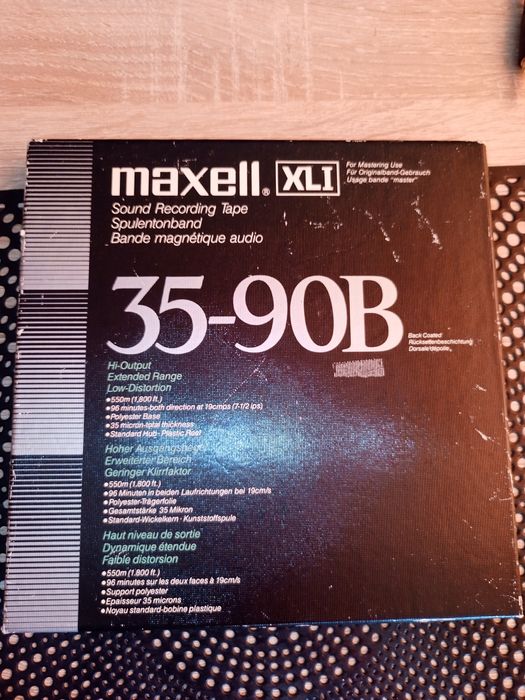 maxell® XLI
For Mastering Use
Für Originalband-Gebrauch
Usage bande "master"
Sound Recording Tape
Spulentonband
Bande magnétique audio
35-90B
Back Coated
Rückseitenbeschichtung
Dorsale dépolie
Hi-Output
Extended Range
Low-Distortion
●550m (1,800 ft.)
●96 minutes-both direction at 19cmps (7-1/2 ips)
●Polyester Base
●35 micron-total thickness
●Standard Hub-Plastic Reel
Hoher Ausgangspegel
Erweiterter Bereich
Geringer Klirrfaktor
●550m (1,800 ft.)
●96 Minuten in beiden Laufrichtungen bei 19cm/s
●Polyester-Trägerfolie
●Gesamtstärke 35 Mikron
●Standard-Wickelkern-Kunststoffspule
Haut niveau de sortie
Dynamique étendue
Faible distorsion
●550m (1,800 ft.)
●96 minutes sur les deux faces à 19cm/s
●Support polyester
●Epaisseur 35 microns
●Noyau standard-bobine plastique